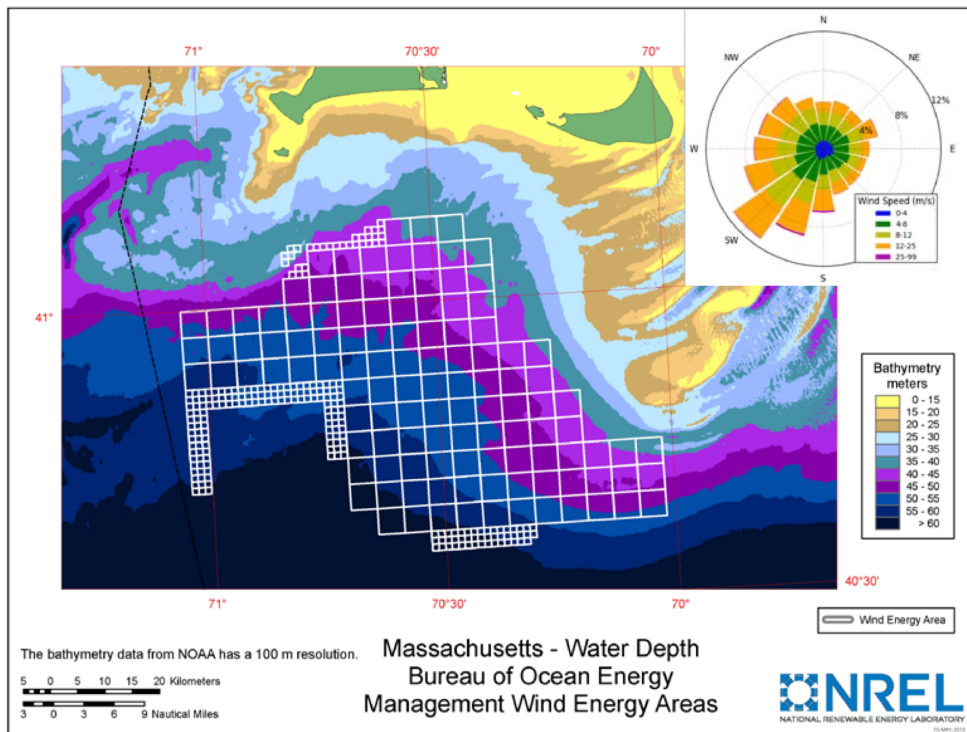 71°
70°30'
70°
70°30'
N
NW
NE
W
E
SW
S
4%
8%
12%
Wind Speed (m/s)
0-4
4-8
8-12
12-25
25-99
41°
Bathymetry
meters
0 - 15
15 - 20
20 - 25
25 - 30
30 - 35
35 - 40
40 - 45
45 - 50
50 - 55
55 - 60
> 60
40°30'
71°
70°30'
70°
Wind Energy Area
The bathymetry data from NOAA has a 100 m resolution.
5 0 5 10 15 20 Kilometers
3 0 3 6 9 Nautical Miles
Massachusetts - Water Depth
Bureau of Ocean Energy
Management Wind Energy Areas
NREL
NATIONAL RENEWABLE ENERGY LABORATORY